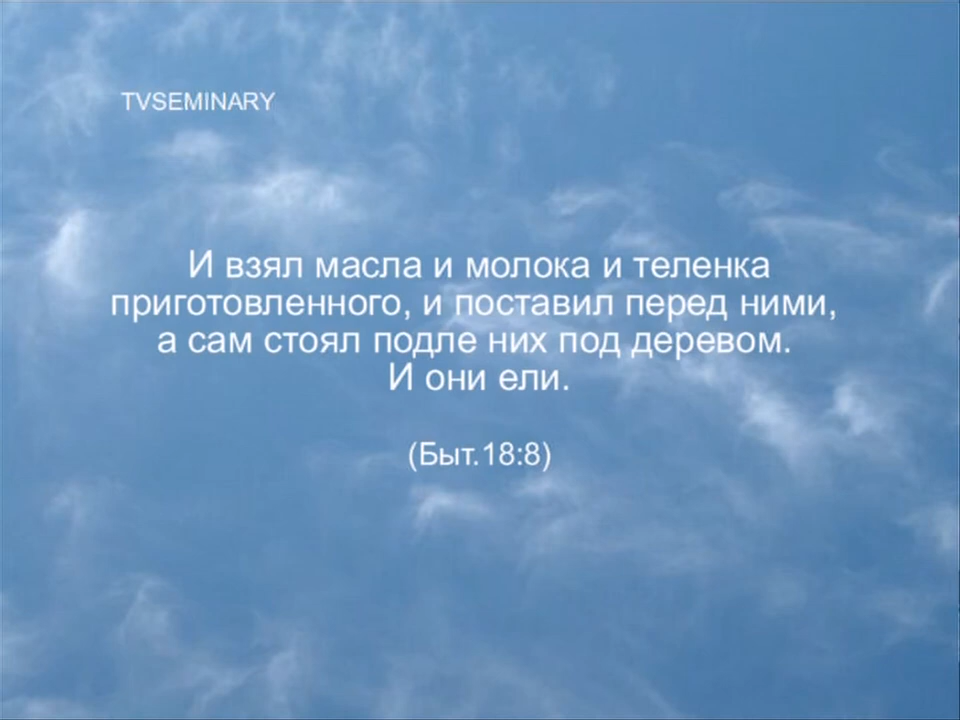 TVSEMINARY
И взял масла и молока и теленка
приготовленного, и поставил перед ними,
а сам стоял подле них под деревом.
И они ели.
(Быт.18:8)